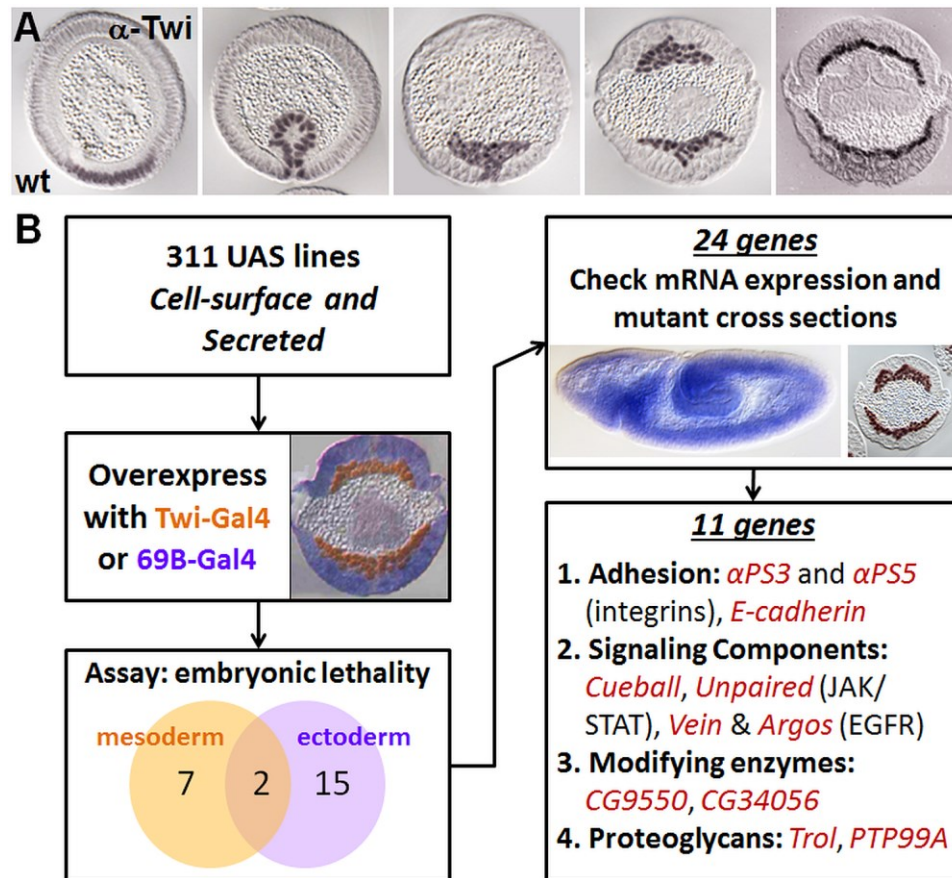 A
α-Twi
wt
B
311 UAS lines
Cell-surface and
Secreted
Overexpress
with Twi-Gal4
or 69B-Gal4
Assay: embryonic lethality
mesoderm ectoderm
7 2 15
24 genes
Check mRNA expression and
mutant cross sections
11 genes
1. Adhesion: αPS3 and αPS5
(integrins), E-cadherin
2. Signaling Components:
Cueball, Unpaired (JAK/
STAT), Vein & Argos (EGFR)
3. Modifying enzymes:
CG9550, CG34056
4. Proteoglycans: Trol, PTP99A